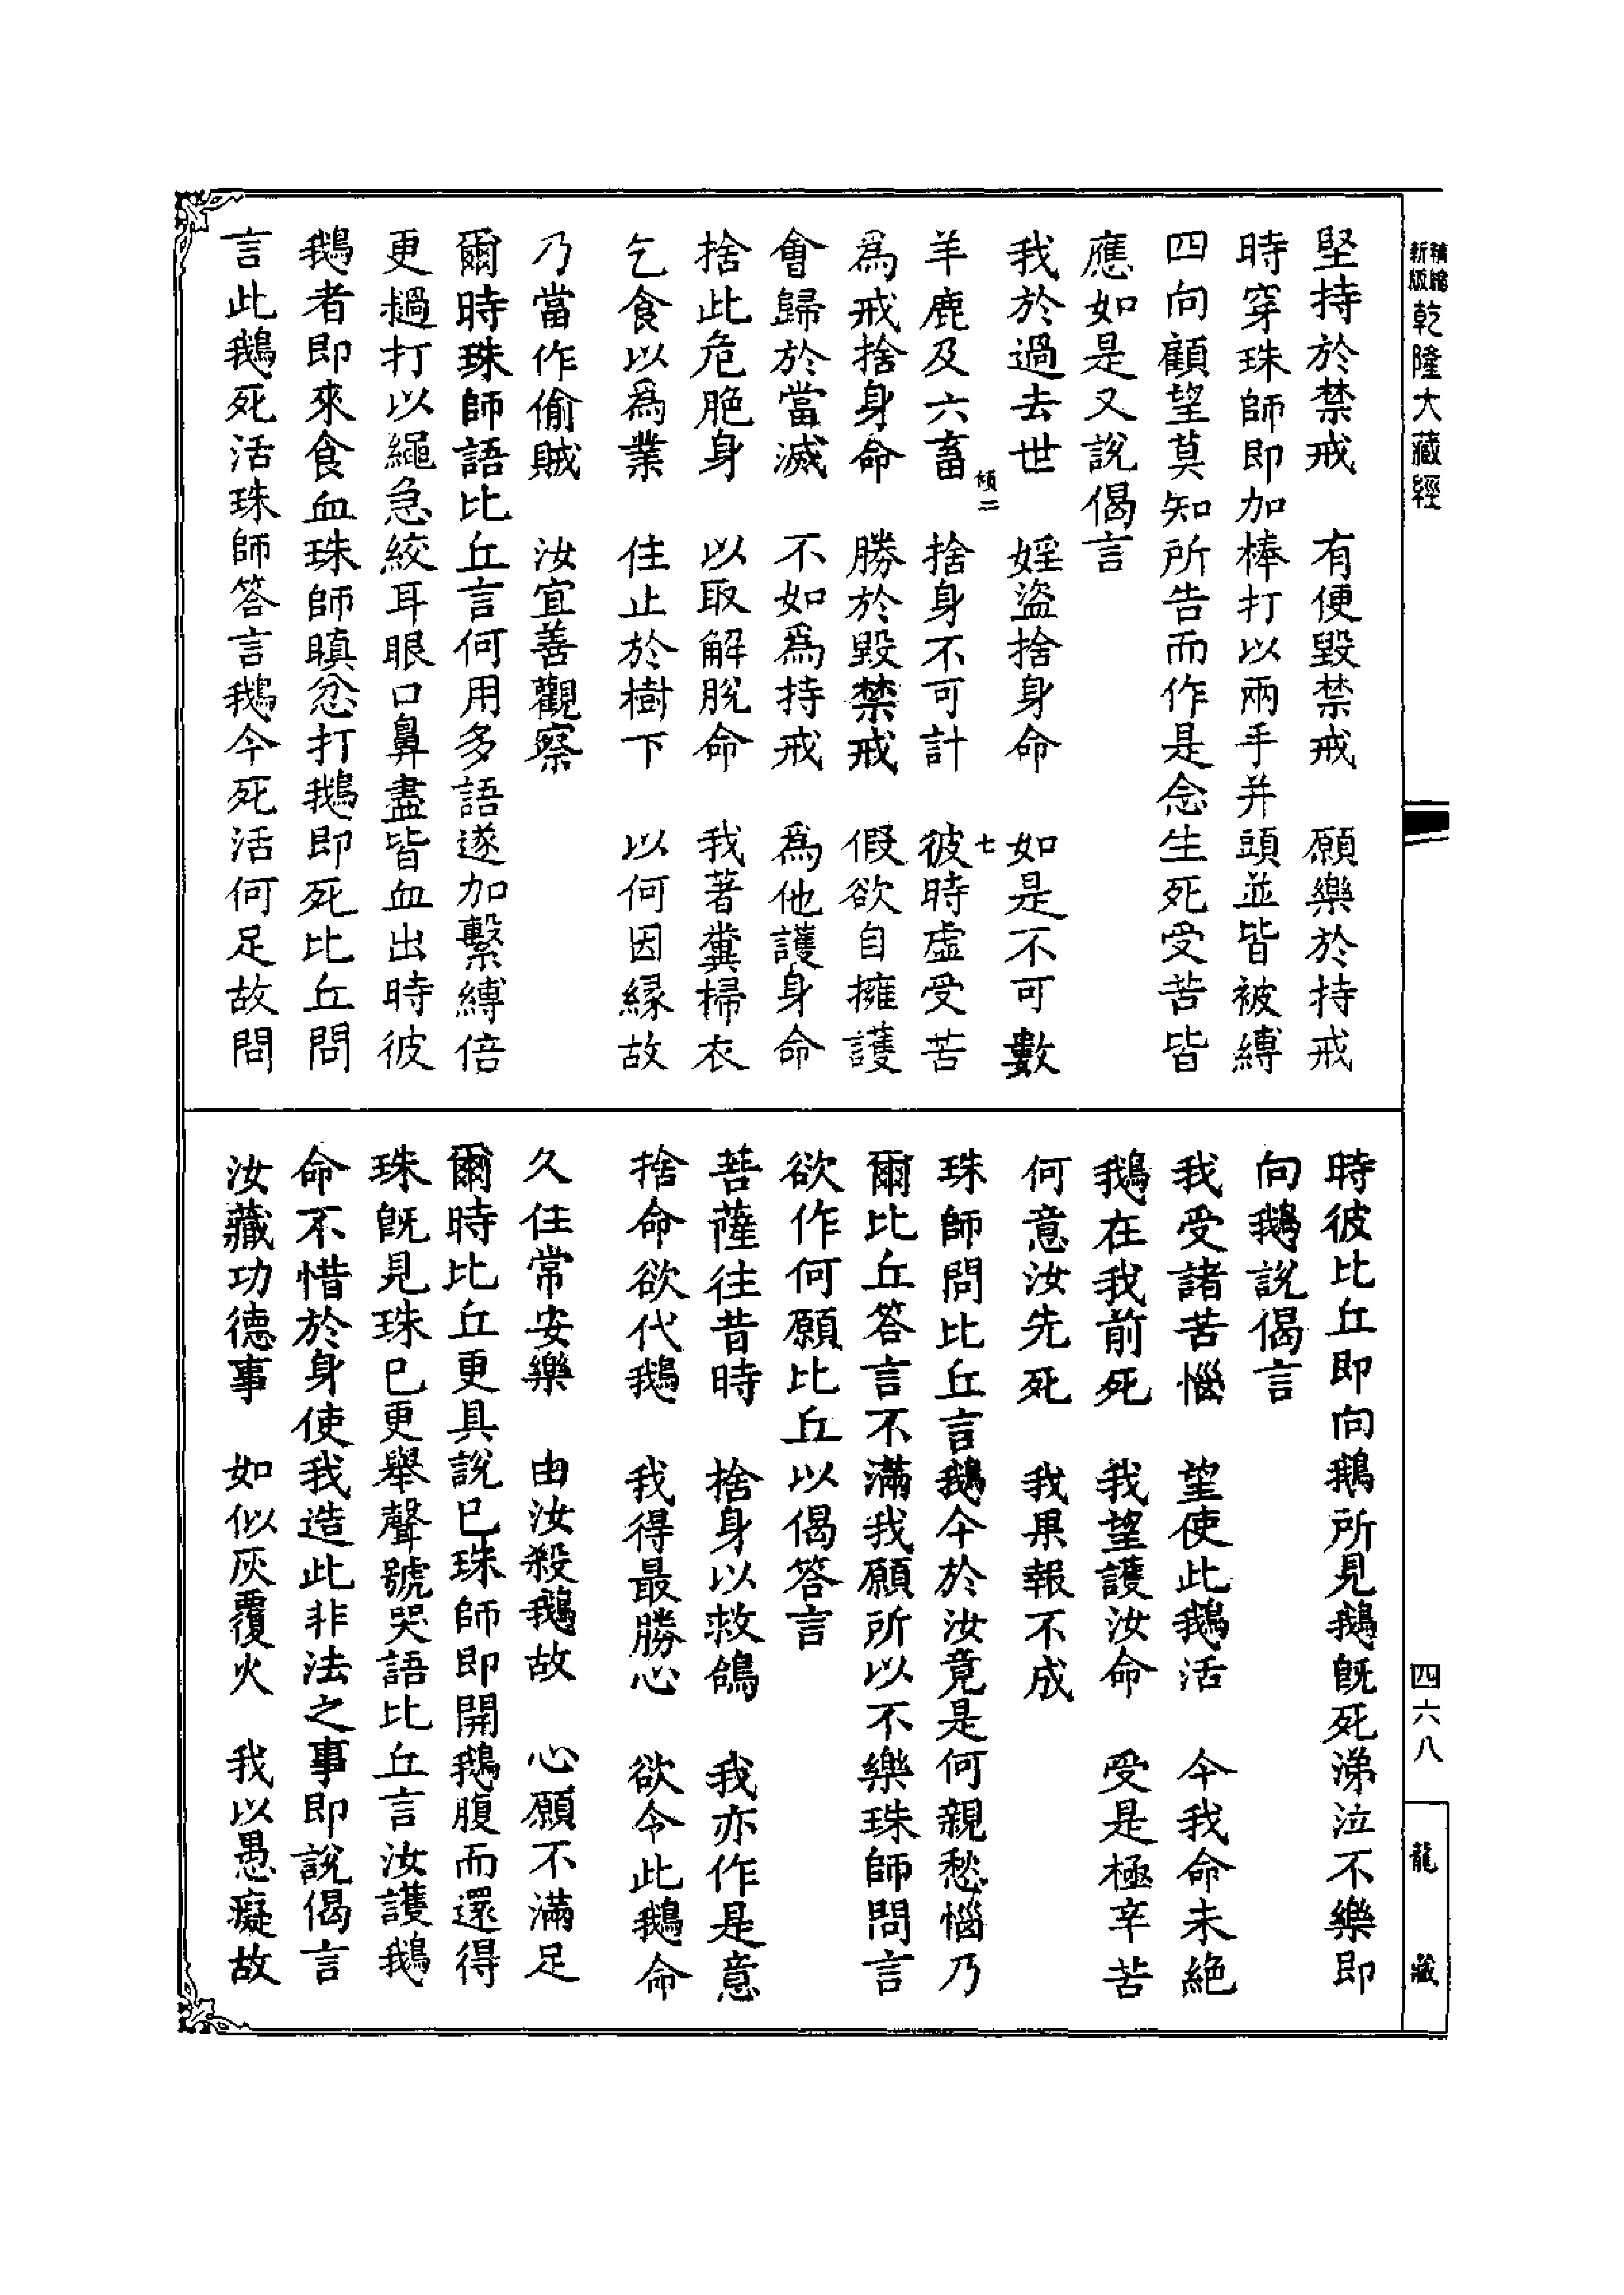 新版精縮乾隆大藏經
四六八
龍藏
堅持於禁戒　有便毀禁戒　願樂於持戒
時穿珠師即加棒打以兩手并頭並皆被縛
四向顧望莫知所告而作是念生死受苦皆
應如是又說偈言
我於過去世　婬盜捨身命　如是不可數
傾二　七
羊鹿及六畜　捨身不可計　彼時虛受苦
爲戒捨身命　勝於毀禁戒　假欲自擁護
會歸於當滅　不如爲持戒　爲他護身命
捨此危脆身　以取解脫命　我著糞掃衣
乞食以爲業　住止於樹下　以何因緣故
乃當作偷賊　汝宜善觀察
爾時珠師語比丘言何用多語遂加繫縛倍
更撾打以繩急絞耳眼口鼻盡皆血出時彼
鵝者即來食血珠師瞋忿打鵝即死比丘問
言此鵝死活珠師答言鵝今死活何足故問
時彼比丘即向鵝所見鵝既死涕泣不樂即
向鵝說偈言
我受諸苦惱　望使此鵝活　今我命未絕
鵝在我前死　我望護汝命　受是極辛苦
何意汝先死　我果報不成
珠師問比丘言鵝今於汝竟是何親愁惱乃
爾比丘答言不滿我願所以不樂珠師問言
欲作何願比丘以偈答言
菩薩往昔時　捨身以救鴿　我亦作是意
捨命欲代鵝　我得最勝心　欲令此鵝命
久住常安樂　由汝殺鵝故　心願不滿足
爾時比丘更具說已珠師即開鵝腹而還得
珠既見珠已更舉聲號哭語比丘言汝護鵝
命不惜於身使我造此非法之事即說偈言
汝藏功德事　如似灰覆火　我以愚癡故